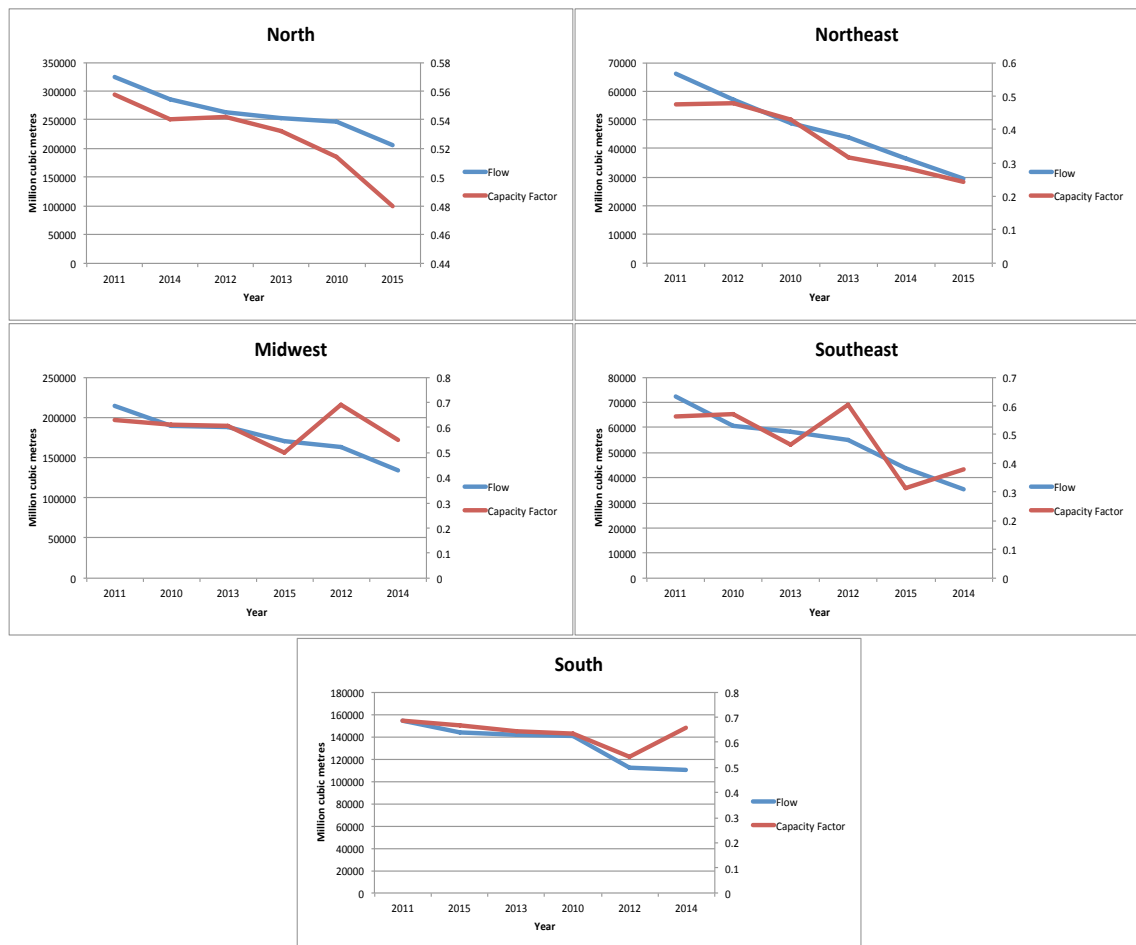 North
350000
300000
250000
200000
150000
100000
50000
0
Million cubic metres
0.58
0.56
0.54
0.52
0.5
0.48
0.46
0.44
Flow
Capacity Factor
2011 2014 2012 2013 2010 2015
Year
Northeast
70000
60000
50000
40000
30000
20000
10000
0
Million cubic metres
0.6
0.5
0.4
0.3
0.2
0.1
0
Flow
Capacity Factor
2011 2012 2010 2013 2014 2015
Year
Midwest
250000
200000
150000
100000
50000
0
Million cubic metres
0.8
0.7
0.6
0.5
0.4
0.3
0.2
0.1
0
Flow
Capacity Factor
2011 2010 2013 2015 2012 2014
Year
Southeast
80000
70000
60000
50000
40000
30000
20000
10000
0
Million cubic metres
0.7
0.6
0.5
0.4
0.3
0.2
0.1
0
Flow
Capacity Factor
2011 2010 2013 2012 2015 2014
Year
South
180000
160000
140000
120000
100000
80000
60000
40000
20000
0
Million cubic metres
0.8
0.7
0.6
0.5
0.4
0.3
0.2
0.1
0
Flow
Capacity Factor
2011 2015 2013 2010 2012 2014
Year